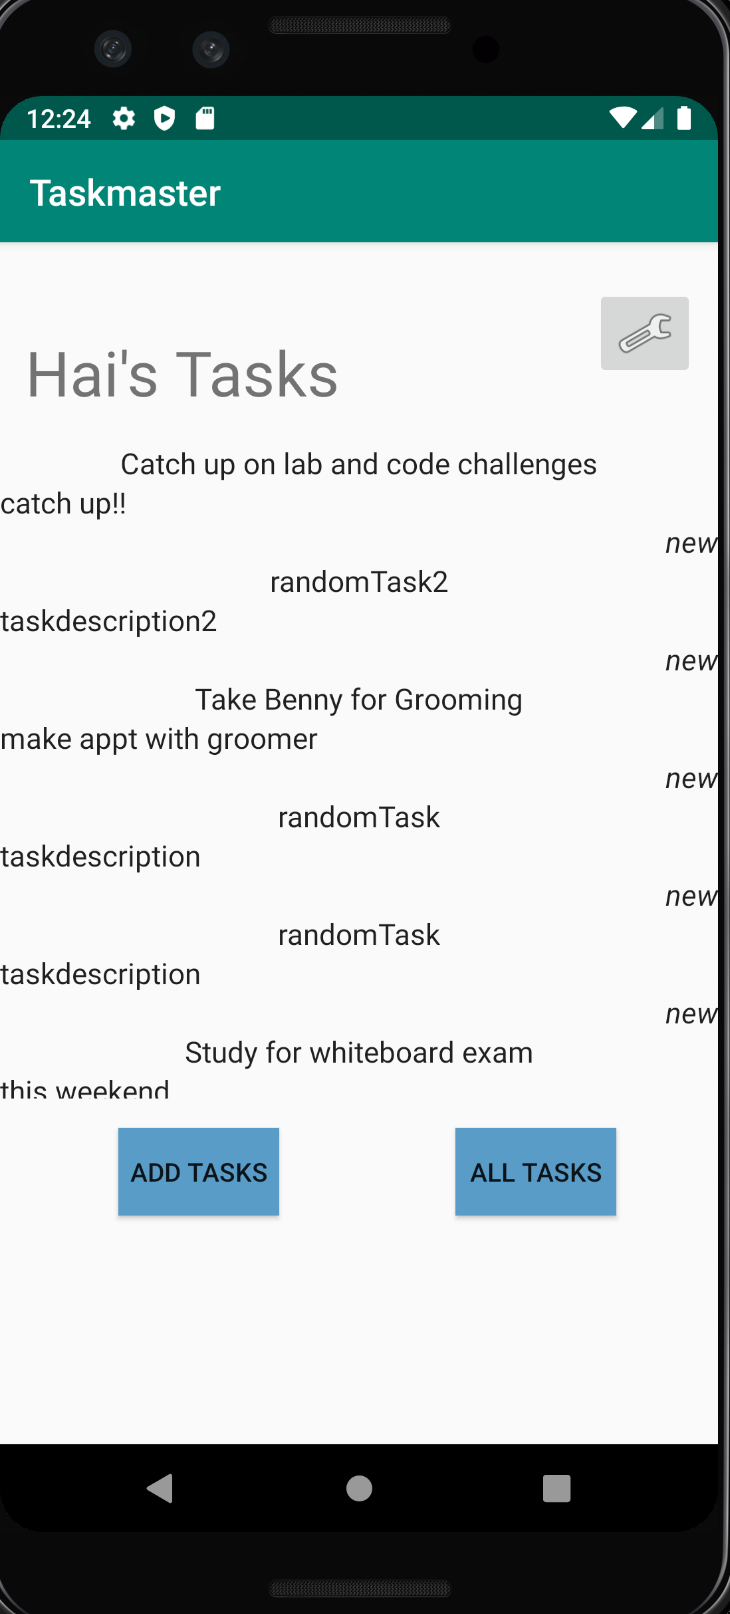 12:24
Taskmaster
Hai's Tasks
Catch up on lab and code challenges
catch up!!
new
randomTask2
taskdescription2
new
Take Benny for Grooming
make appt with groomer
new
randomTask
taskdescription
new
randomTask
taskdescription
new
Study for whiteboard exam
this weekend
ADD TASKS ALL TASKS